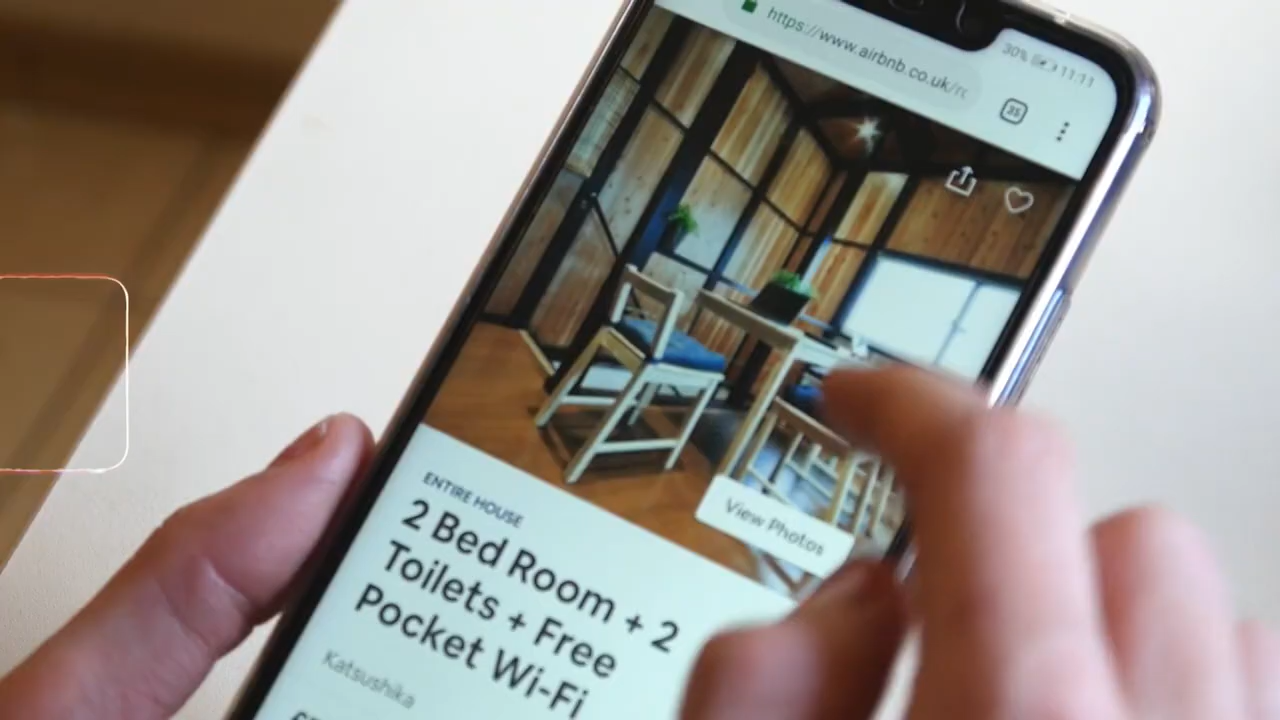 30% 11:11
https://www.airbnb.co.uk/r
35
ENTIRE HOUSE
2 Bed Room + 2
Toilets + Free
Pocket Wi-Fi
Katsushika
View Photos